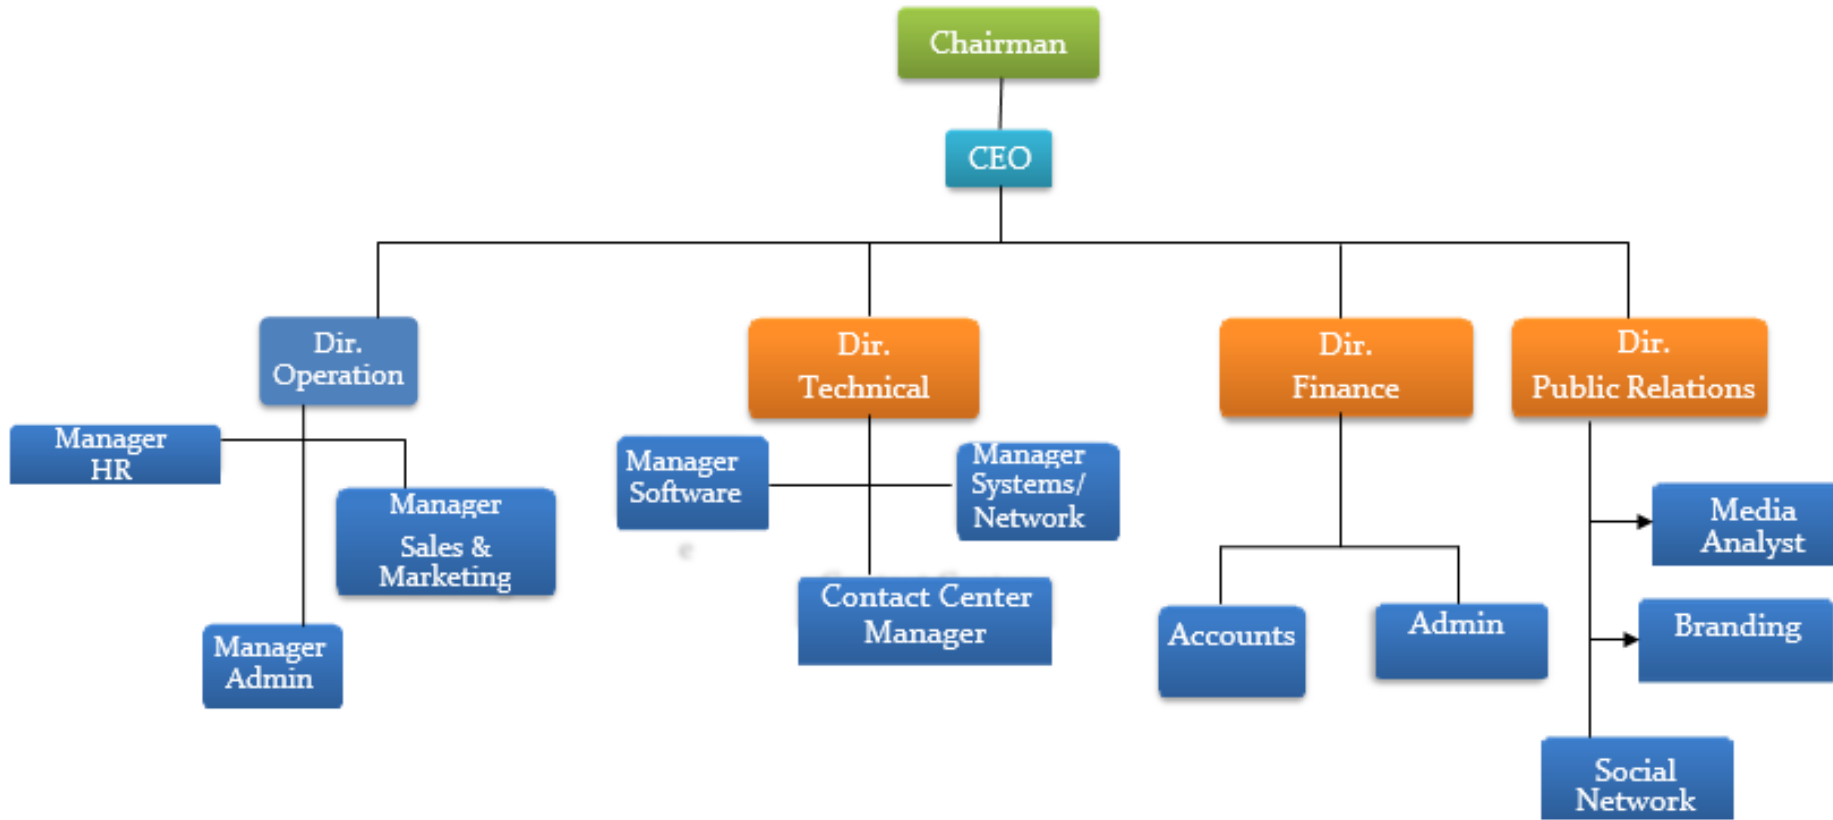 Chairman
CEO
Dir.
Operation
Dir.
Technical
Dir.
Finance
Dir.
Public Relations
Manager
HR
Manager
Sales &
Marketing
Manager
Admin
Manager
Software
e
Manager
Systems/
Network
Contact Center
Manager
Accounts
Admin
Media
Analyst
Branding
Social
Network